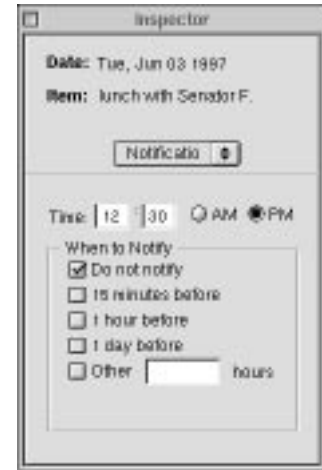 Inspector
Date: Tue, Jun 03 1997
Item: lunch with Senator F.
Notificatio
Time: 12 : 30 AM PM
When to Notify
Do not notify
15 minutes before
1 hour before
1 day before
Other hours